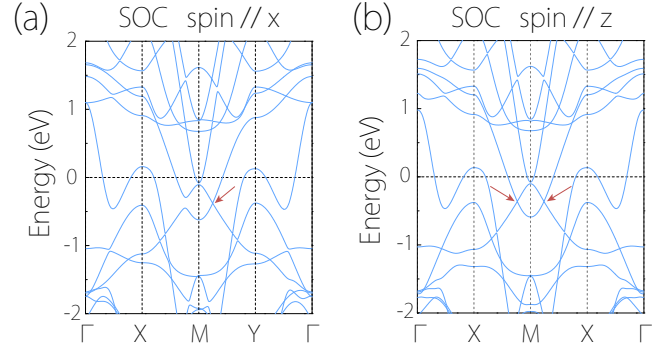 (a) SOC spin // x
Energy (eV)
2
1
0
-1
-2
Γ X M Y Γ
(b) SOC spin // z
Energy (eV)
2
1
0
-1
-2
Γ X M X Γ